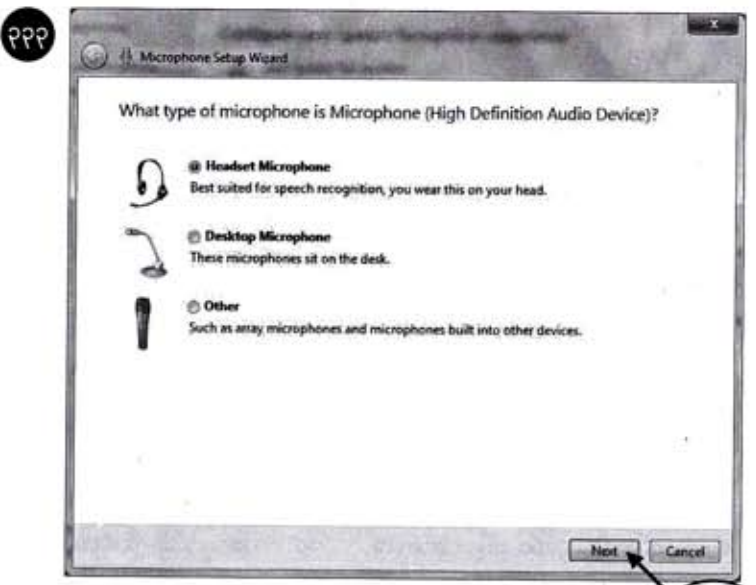 २२२
Microphone Setup Wizard
What type of microphone is Microphone (High Definition Audio Device)?
Headset Microphone
Best suited for speech recognition, you wear this on your head.
Desktop Microphone
These microphones sit on the desk.
Other
Such as array microphones and microphones built into other devices.
Next
Cancel